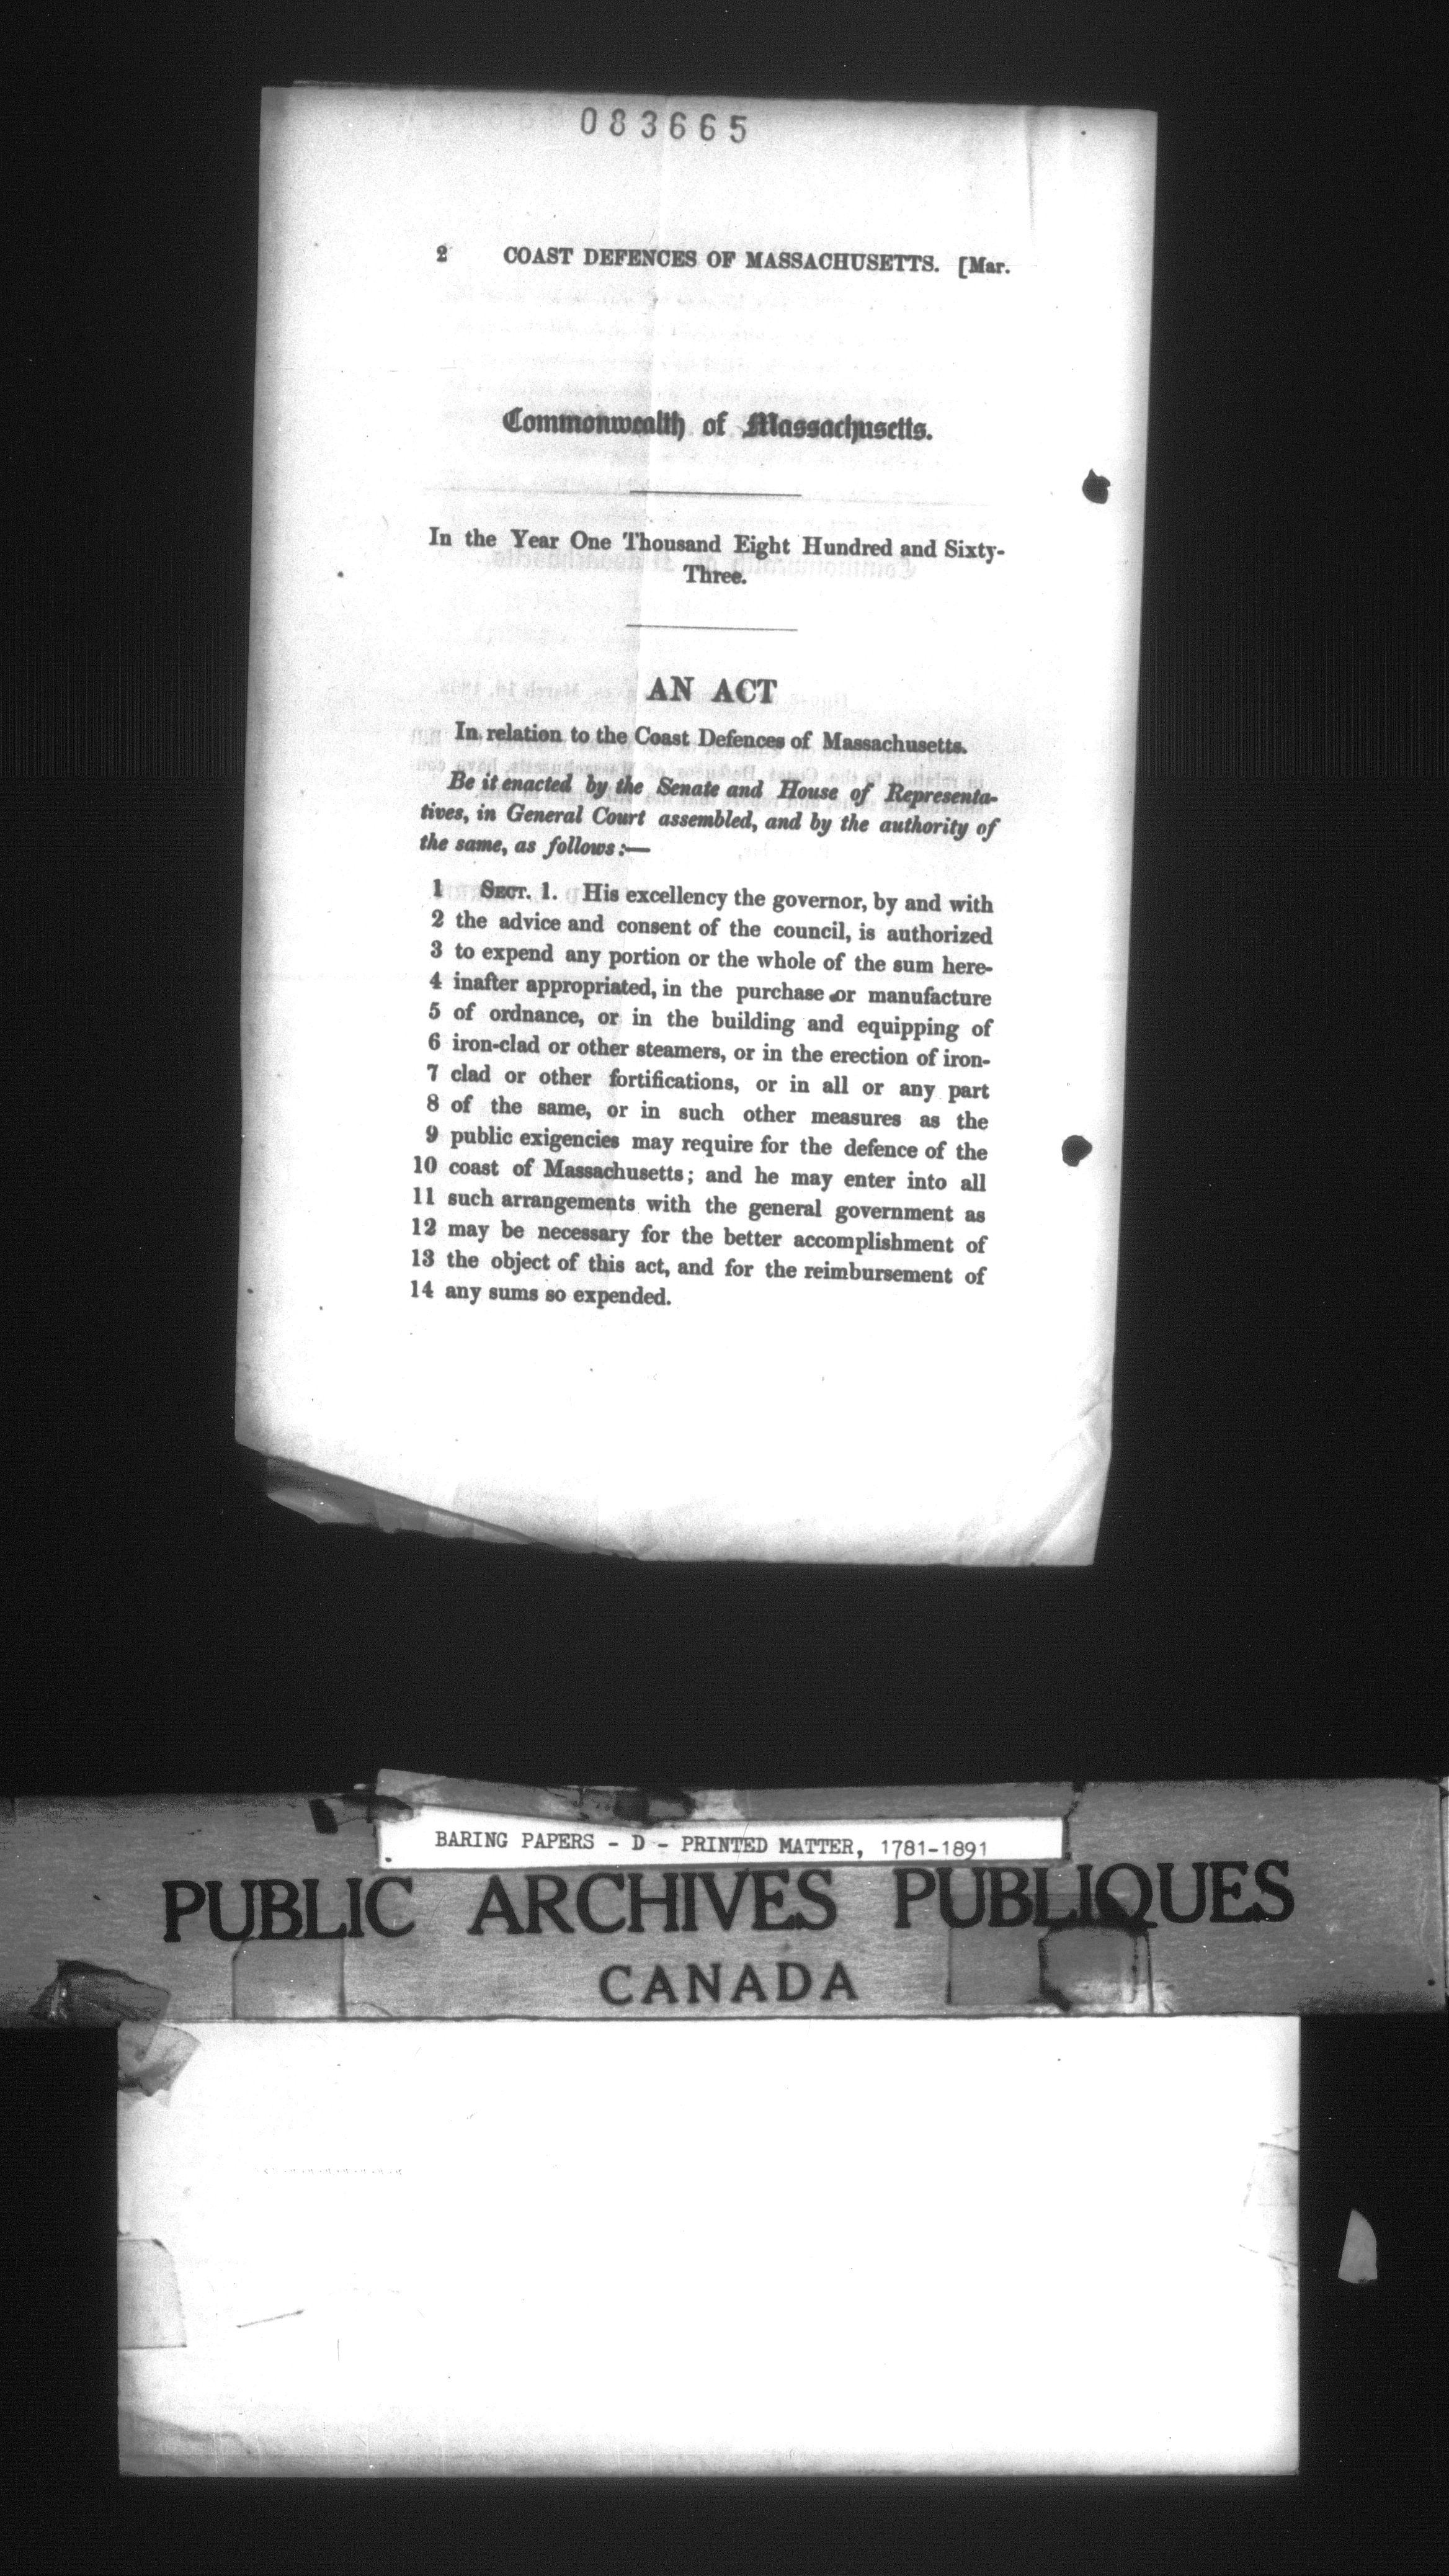 083665
2 COAST DEFENCES OF MASSACHUSETTS. [Mar.
Commonwealth of Massachusetts.
In the Year One Thousand Eight Hundred and Sixty-
Three.
AN ACT
In relation to the Coast Defences of Massachusetts.
Be it enacted by the Senate and House of Representa-
tives, in General Court assembled, and by the authority of
the same, as follows:—
1 SECT. 1. His excellency the governor, by and with
2 the advice and consent of the council, is authorized
3 to expend any portion or the whole of the sum here-
4 inafter appropriated, in the purchase or manufacture
5 of ordnance, or in the building and equipping of
6 iron-clad or other steamers, or in the erection of iron-
7 clad or other fortifications, or in all or any part
8 of the same, or in such other measures as the
9 public exigencies may require for the defence of the
10 coast of Massachusetts; and he may enter into all
11 such arrangements with the general government as
12 may be necessary for the better accomplishment of
13 the object of this act, and for the reimbursement of
14 any sums so expended.
BARING PAPERS - D - PRINTED MATTER, 1781-1891
PUBLIC ARCHIVES PUBLIQUES
CANADA